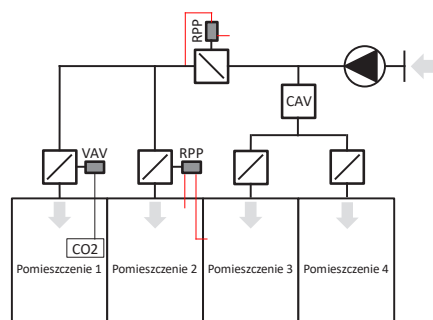 RPP
CAV
VAV
RPP
CO2
Pomieszczenie 1
Pomieszczenie 2
Pomieszczenie 3
Pomieszczenie 4